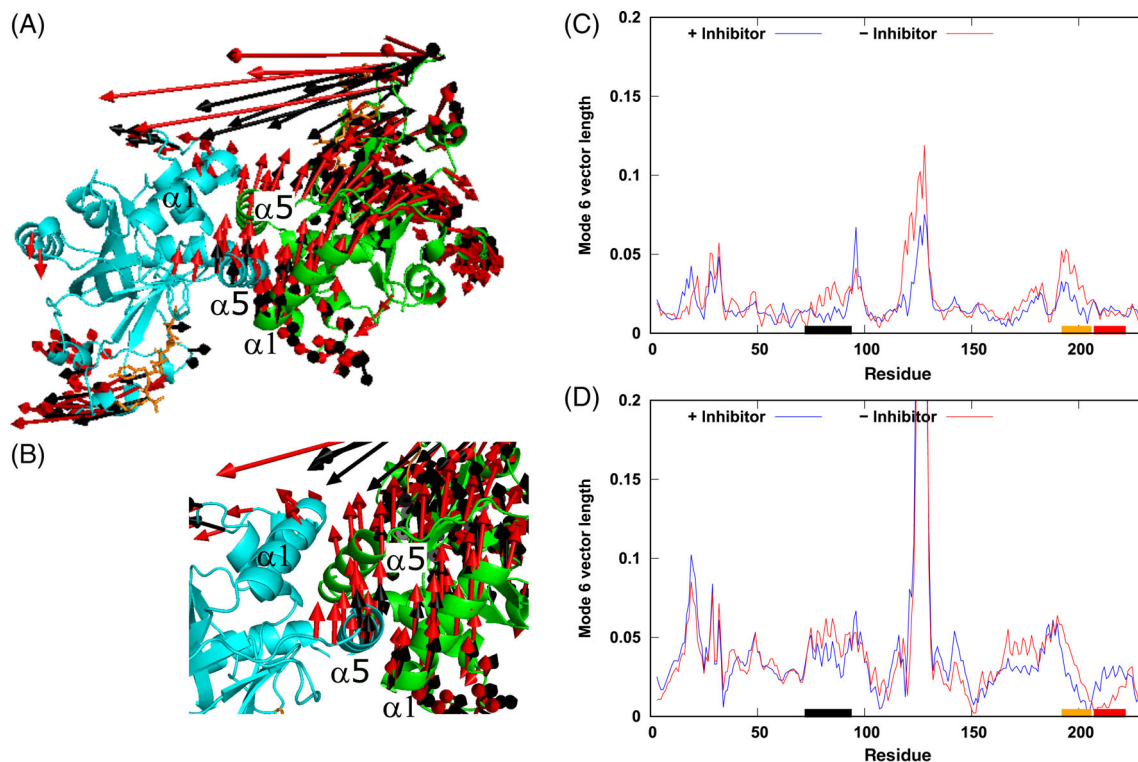 (A)
α1
α5
α5
α1
(B)
α1
α5
α5
α1
(C)
0.2
+ Inhibitor
− Inhibitor
0.15
Mode 6 vector length
0.1
0.05
0
0
50
100
150
200
Residue
(D)
0.2
+ Inhibitor
− Inhibitor
0.15
Mode 6 vector length
0.1
0.05
0
0
50
100
150
200
Residue